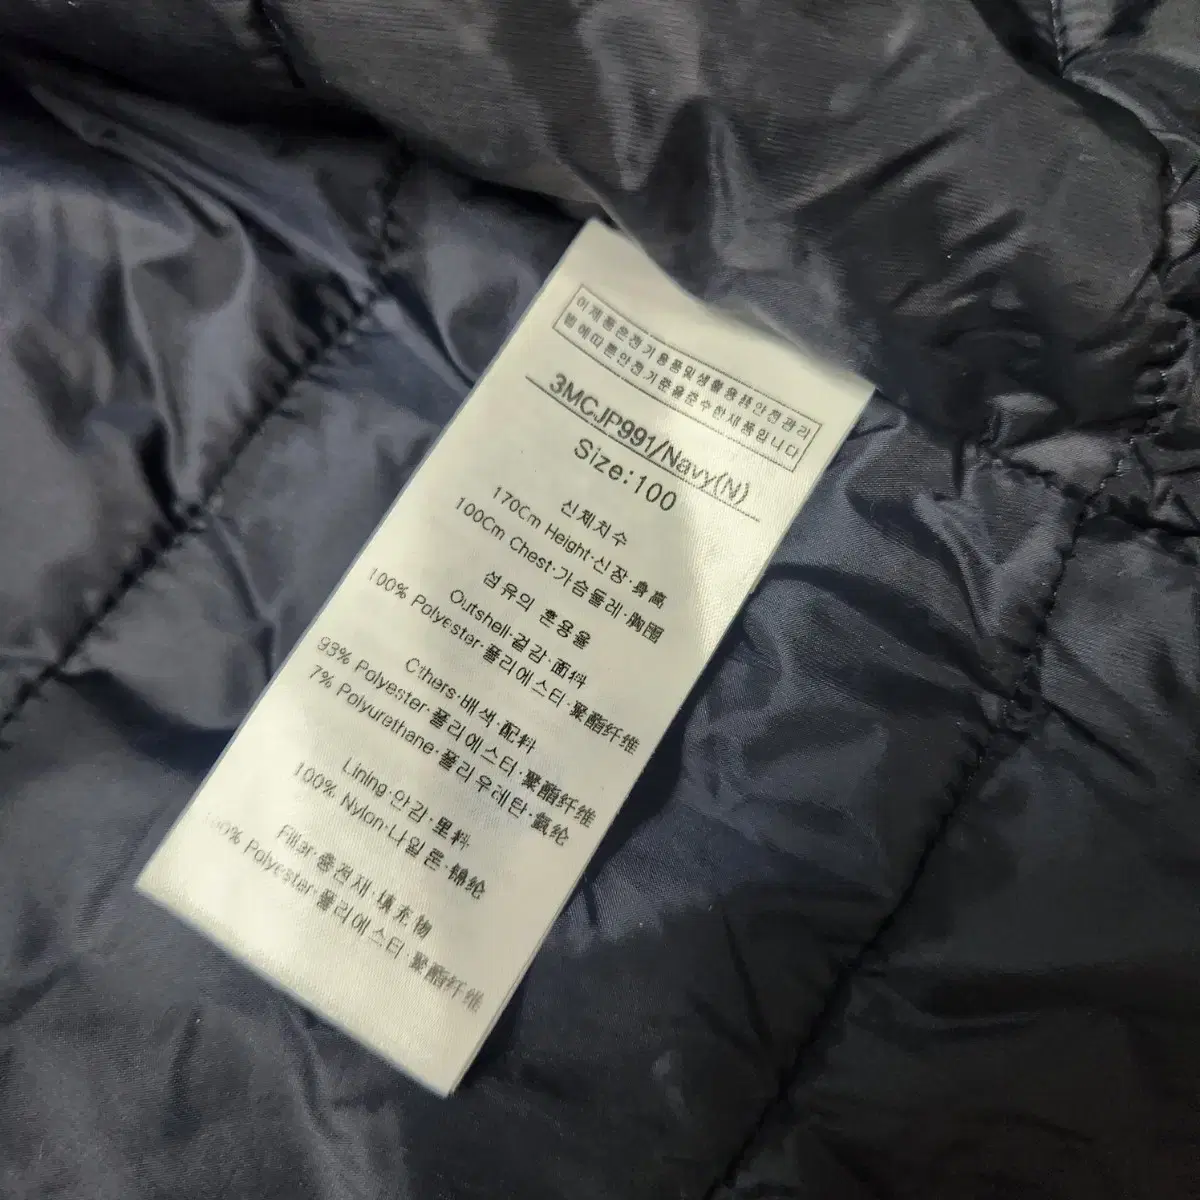 이제품은전기용품및생활용품안전관리
법에따른안전기준을준수한제품입니다
3MCJP991/Navy(N)
Size:100
신체치수
170Cm Height·신장·身高
100Cm Chest·가슴둘레·胸围
섬유의 혼용율
Outshell·겉감·面料
100% Polyester·폴리에스터·聚酯纤维
Others·배색·配料
93% Polyester·폴리에스터·聚酯纤维
7% Polyurethane·폴리우레탄·氨纶
Lining·안감·里料
100% Nylon·나일론·锦纶
Filler·충전재·填充物
100% Polyester·폴리에스터·聚酯纤维